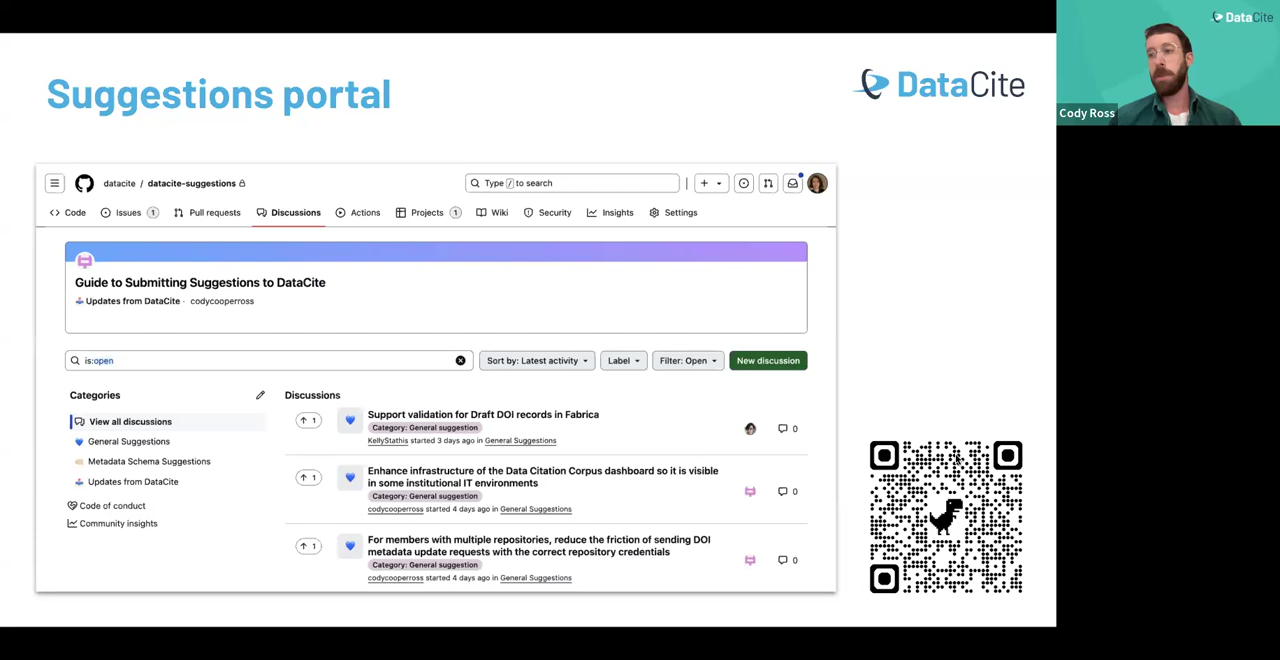 Suggestions portal
DataCite
DataCite
Cody Ross
datacite / datacite-suggestions
Type / to search
Code
Issues 1
Pull requests
Discussions
Actions
Projects 1
Wiki
Security
Insights
Settings
Guide to Submitting Suggestions to DataCite
Updates from DataCite · codycooperross
is:open
Sort by: Latest activity
Label
Filter: Open
New discussion
Categories
View all discussions
General Suggestions
Metadata Schema Suggestions
Updates from DataCite
Code of conduct
Community insights
Discussions
1
Support validation for Draft DOI records in Fabrica
Category: General suggestion
KellyStathis started 3 days ago in General Suggestions
0
1
Enhance infrastructure of the Data Citation Corpus dashboard so it is visible
in some institutional IT environments
Category: General suggestion
codycooperross started 4 days ago in General Suggestions
0
1
For members with multiple repositories, reduce the friction of sending DOI
metadata update requests with the correct repository credentials
Category: General suggestion
codycooperross started 4 days ago in General Suggestions
0